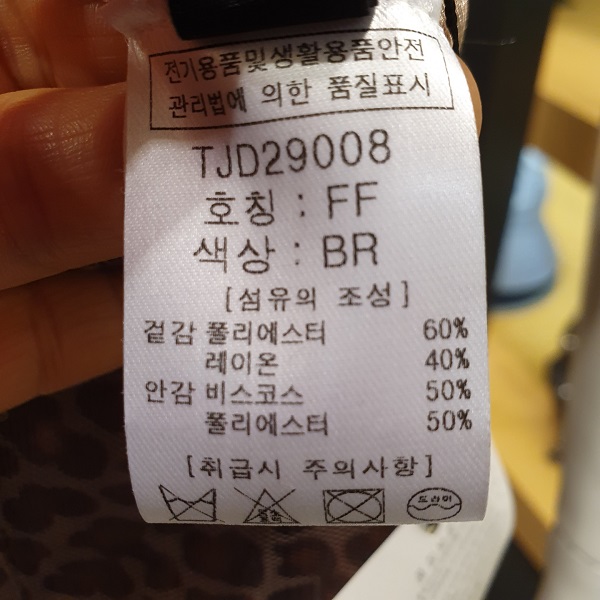 전기용품및생활용품안전
관리법에 의한 품질표시
TJD29008
호칭 : FF
색상 : BR
[섬유의 조성]
겉감 폴리에스터 60%
레이온 40%
안감 비스코스 50%
폴리에스터 50%
[취급시 주의사항]
드라이